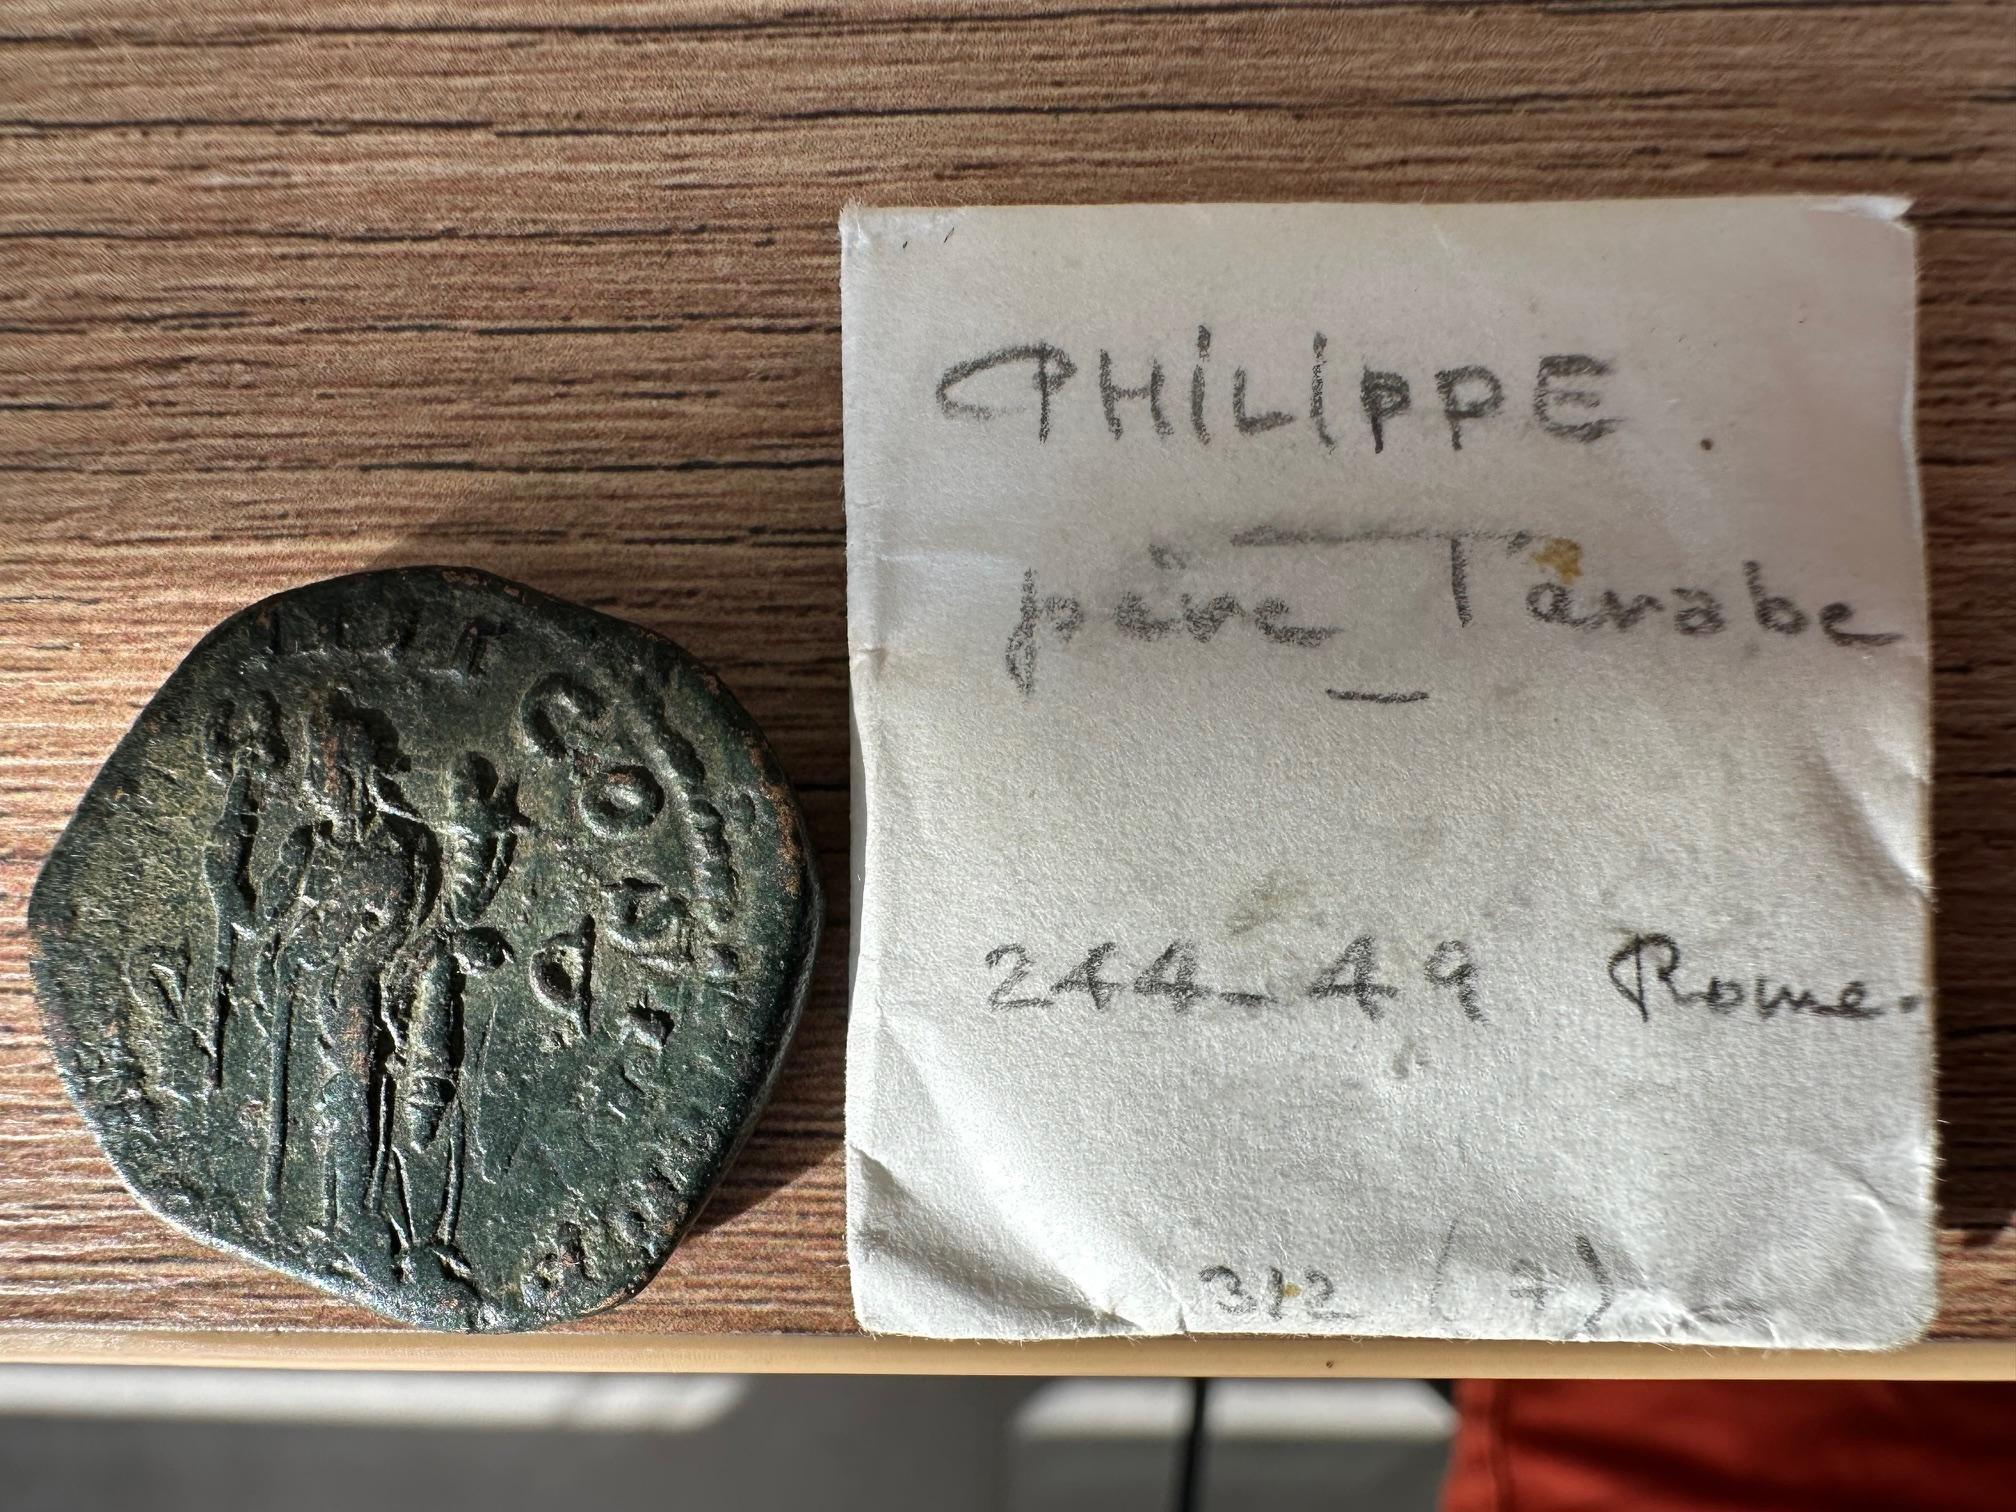 PHILIPPE.
père l'arabe
244-49 Rome.
312 (7)